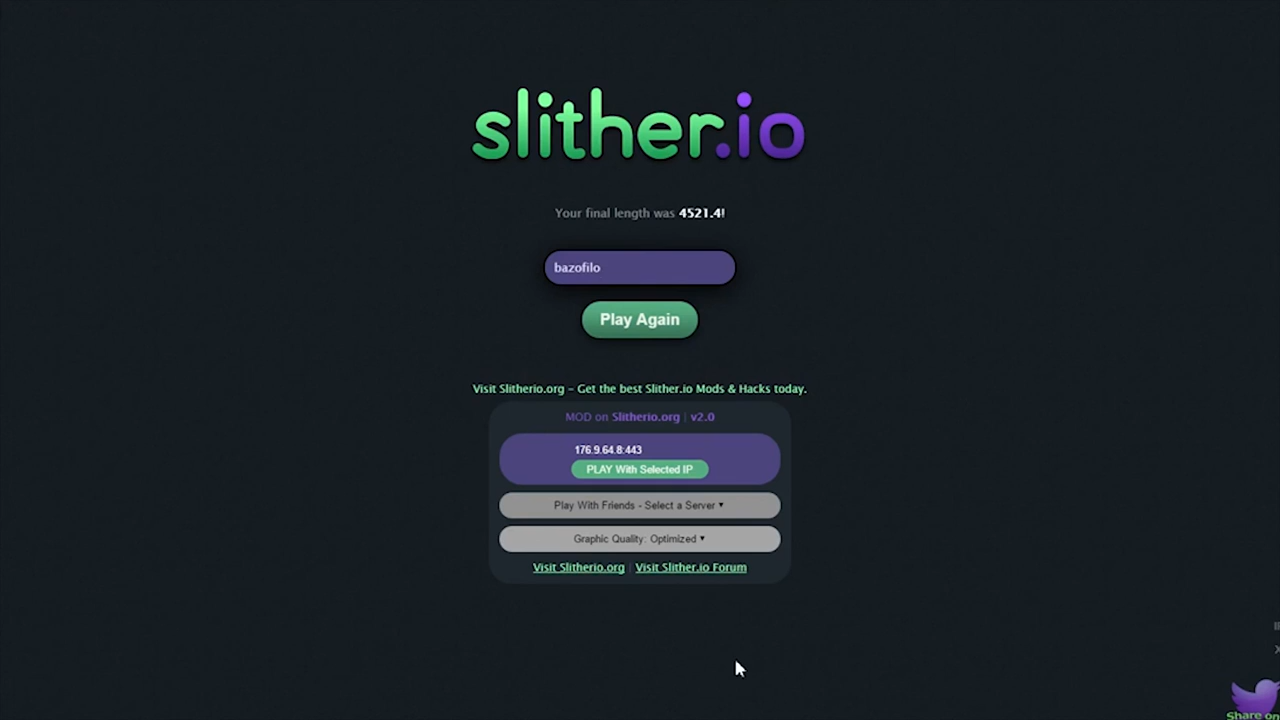 slither.io
Your final length was 4521.4!
bazofilo
Play Again
Visit Slitherio.org – Get the best Slither.io Mods & Hacks today.
MOD on Slitherio.org | v2.0
176.9.64.8:443
PLAY With Selected IP
Play With Friends - Select a Server ▾
Graphic Quality: Optimized ▾
Visit Slitherio.org | Visit Slither.io Forum
Share on